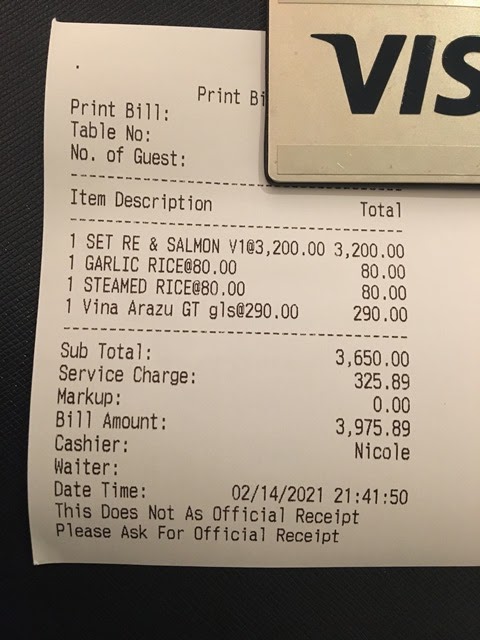 VIS
Print Bi
Print Bill:
Table No:
No. of Guest:
Item Description Total
1 SET RE & SALMON V1@3,200.00 3,200.00
1 GARLIC RICE@80.00 80.00
1 STEAMED RICE@80.00 80.00
1 Vina Arazu GT gls@290.00 290.00
Sub Total: 3,650.00
Service Charge: 325.89
Markup: 0.00
Bill Amount: 3,975.89
Cashier: Nicole
Waiter:
Date Time: 02/14/2021 21:41:50
This Does Not As Official Receipt
Please Ask For Official Receipt